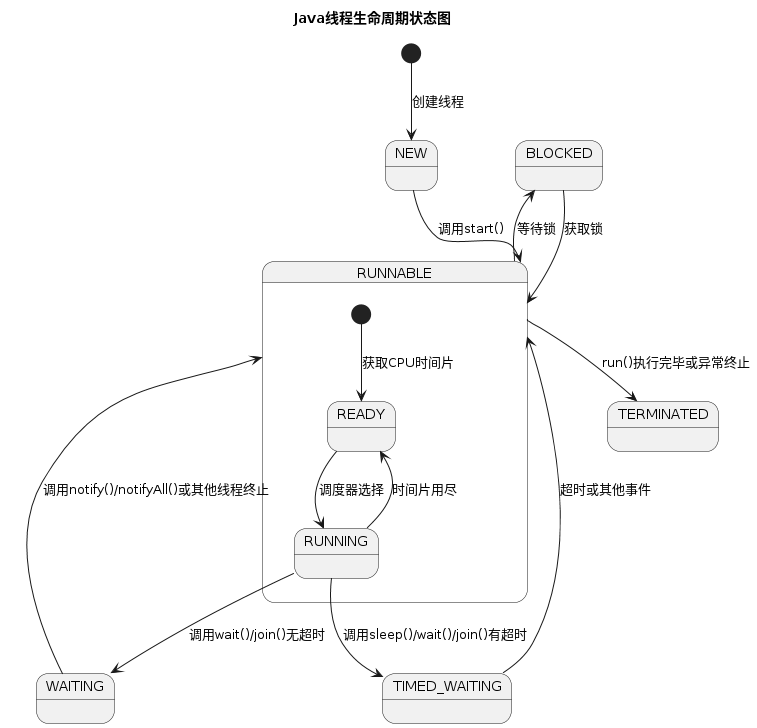 Java线程生命周期状态图
创建线程
NEW
BLOCKED
调用start()
等待锁
获取锁
RUNNABLE
获取CPU时间片
run()执行完毕或异常终止
READY
TERMINATED
调用notify()/notifyAll()或其他线程终止
调度器选择
时间片用尽
超时或其他事件
RUNNING
调用wait()/join()无超时
调用sleep()/wait()/join()有超时
WAITING
TIMED_WAITING